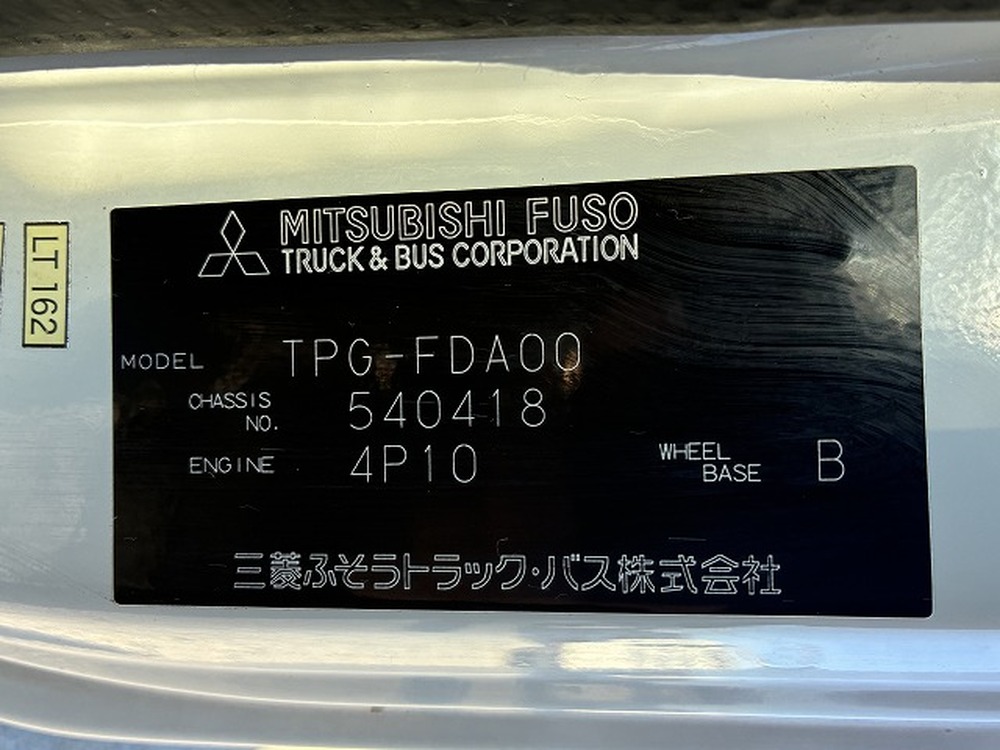 LT 162
MITSUBISHI FUSO
TRUCK & BUS CORPORATION
MODEL TPG-FDA00
CHASSIS NO. 540418
ENGINE 4P10 WHEEL BASE B
三菱ふそうトラック・バス株式会社